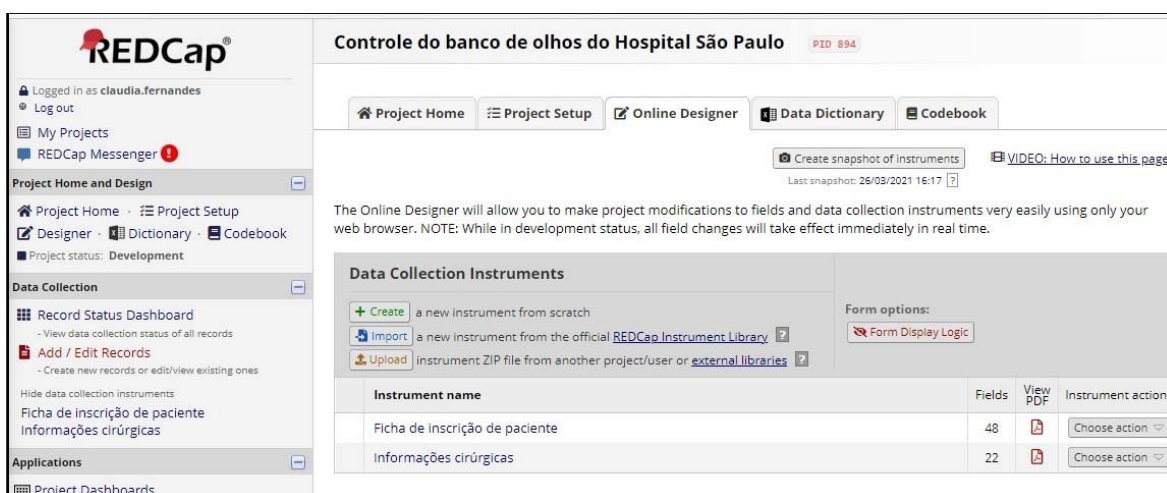 REDCap®
Logged in as claudia.fernandes
Log out
My Projects
REDCap Messenger !
Project Home and Design
Project Home · Project Setup
Designer · Dictionary · Codebook
Project status: Development
Data Collection
Record Status Dashboard
- View data collection status of all records
Add / Edit Records
- Create new records or edit/view existing ones
Hide data collection instruments
Ficha de inscrição de paciente
Informações cirúrgicas
Applications
Project Dashboards
Controle do banco de olhos do Hospital São Paulo PID 894
Project Home Project Setup Online Designer Data Dictionary Codebook
Create snapshot of instruments VIDEO: How to use this page
Last snapshot: 26/03/2021 16:17 ?
The Online Designer will allow you to make project modifications to fields and data collection instruments very easily using only your
web browser. NOTE: While in development status, all field changes will take effect immediately in real time.
Data Collection Instruments
+ Create a new instrument from scratch
Import a new instrument from the official REDCap Instrument Library ?
Upload instrument ZIP file from another project/user or external libraries ?
Form options:
Form Display Logic
Instrument name Fields View PDF Instrument action
Ficha de inscrição de paciente 48 Choose action
Informações cirúrgicas 22 Choose action